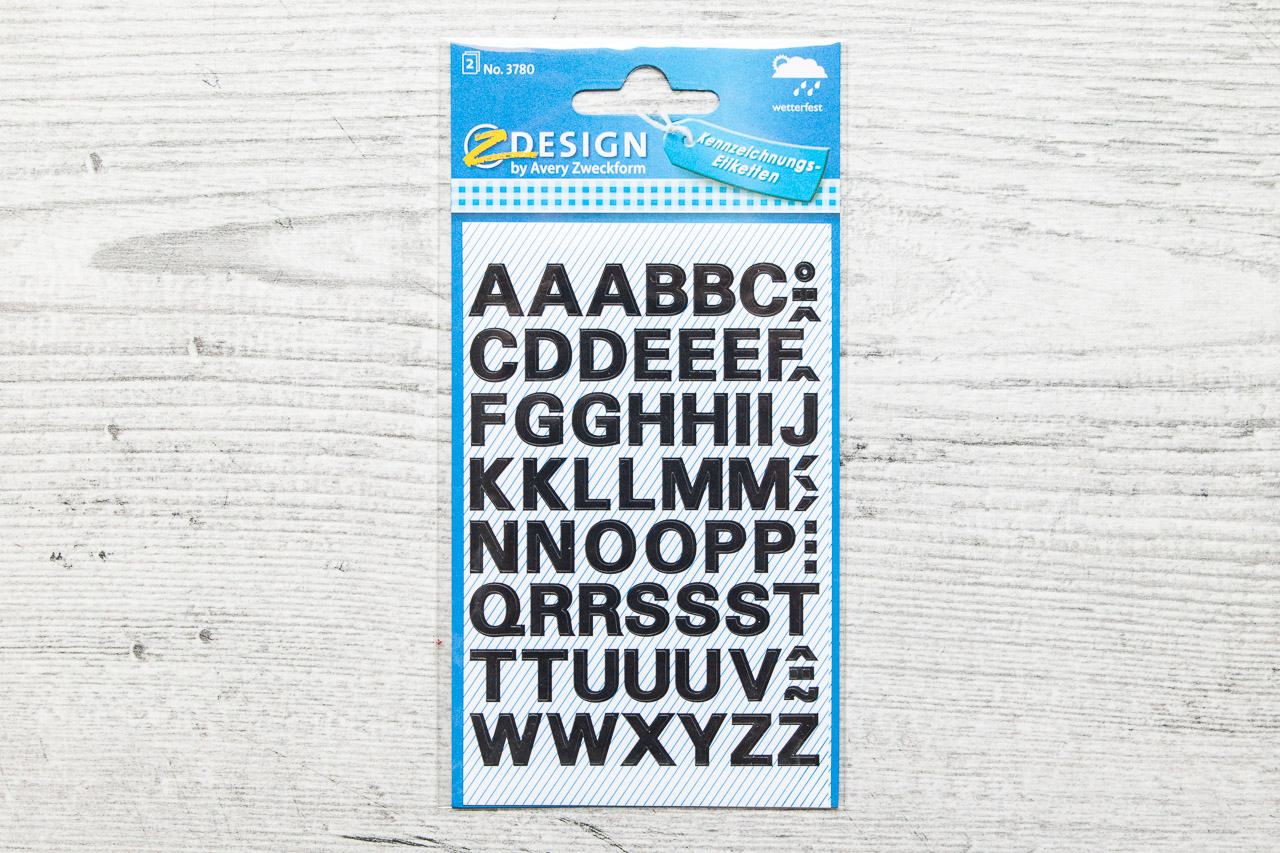 2 No. 3780
wetterfest
Z DESIGN
by Avery Zweckform
Kennzeichnungs-
Etiketten
AAABBC°¨^
CDDEEEF^
FGGHHIIJ
KKLLMM´`´
NNOOPP
QRRSSST
TTUUUV^¨~
WWXYZZ